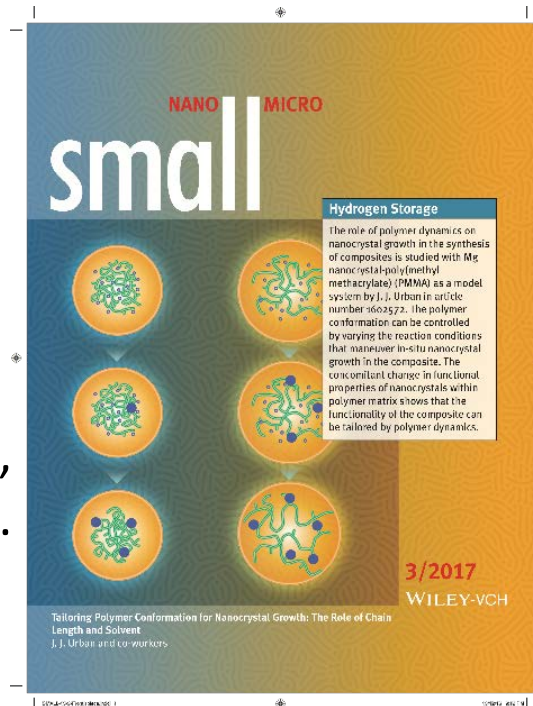 NANO MICRO
small
Hydrogen Storage
The role of polymer dynamics on
nanocrystal growth in the synthesis
of composites is studied with Mg
nanocrystal-poly(methyl
methacrylate) (PMMA) as a model
system by J. J. Urban in article
number 1602572. The polymer
conformation can be controlled
by varying the reaction conditions
that maneuver in-situ nanocrystal
growth in the composite. The
concomitant change in functional
properties of nanocrystals within
polymer matrix shows that the
functionality of the composite can
be tailored by polymer dynamics.
,
.
3/2017
WILEY-VCH
Tailoring Polymer Conformation for Nanocrystal Growth: The Role of Chain
Length and Solvent
J. J. Urban and co-workers